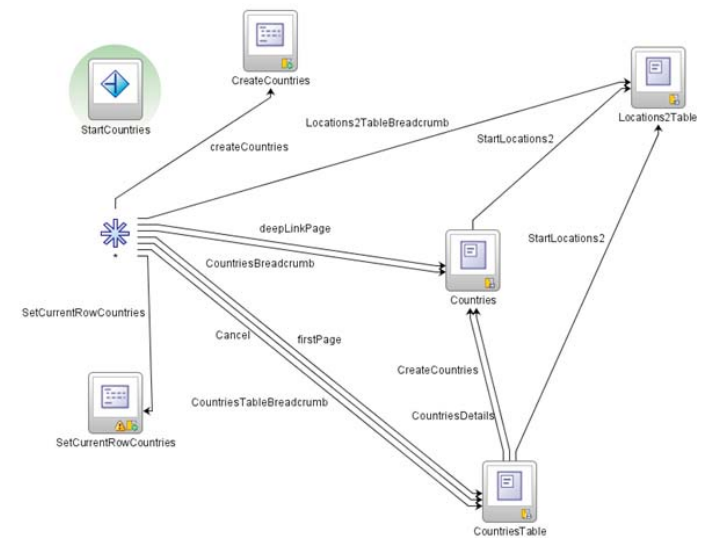 CreateCountries
StartCountries
Locations2Table
Locations2TableBreadcrumb
StartLocations2
createCountries
deepLinkPage
StartLocations2
*
CountriesBreadcrumb
Countries
SetCurrentRowCountries
Cancel
firstPage
CreateCountries
CountriesTableBreadcrumb
CountriesDetails
SetCurrentRowCountries
CountriesTable